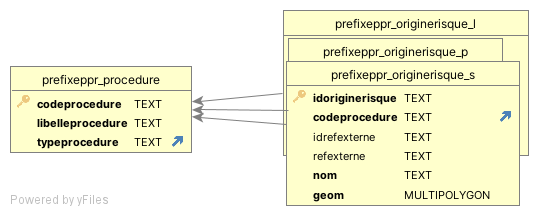 prefixeppr_originerisque_l
prefixeppr_originerisque_p
prefixeppr_originerisque_s
idoriginerisque TEXT
codeprocedure TEXT
idrefexterne TEXT
refexterne TEXT
nom TEXT
geom MULTIPOLYGON
prefixeppr_procedure
codeprocedure TEXT
libelleprocedure TEXT
typeprocedure TEXT
Powered by yFiles